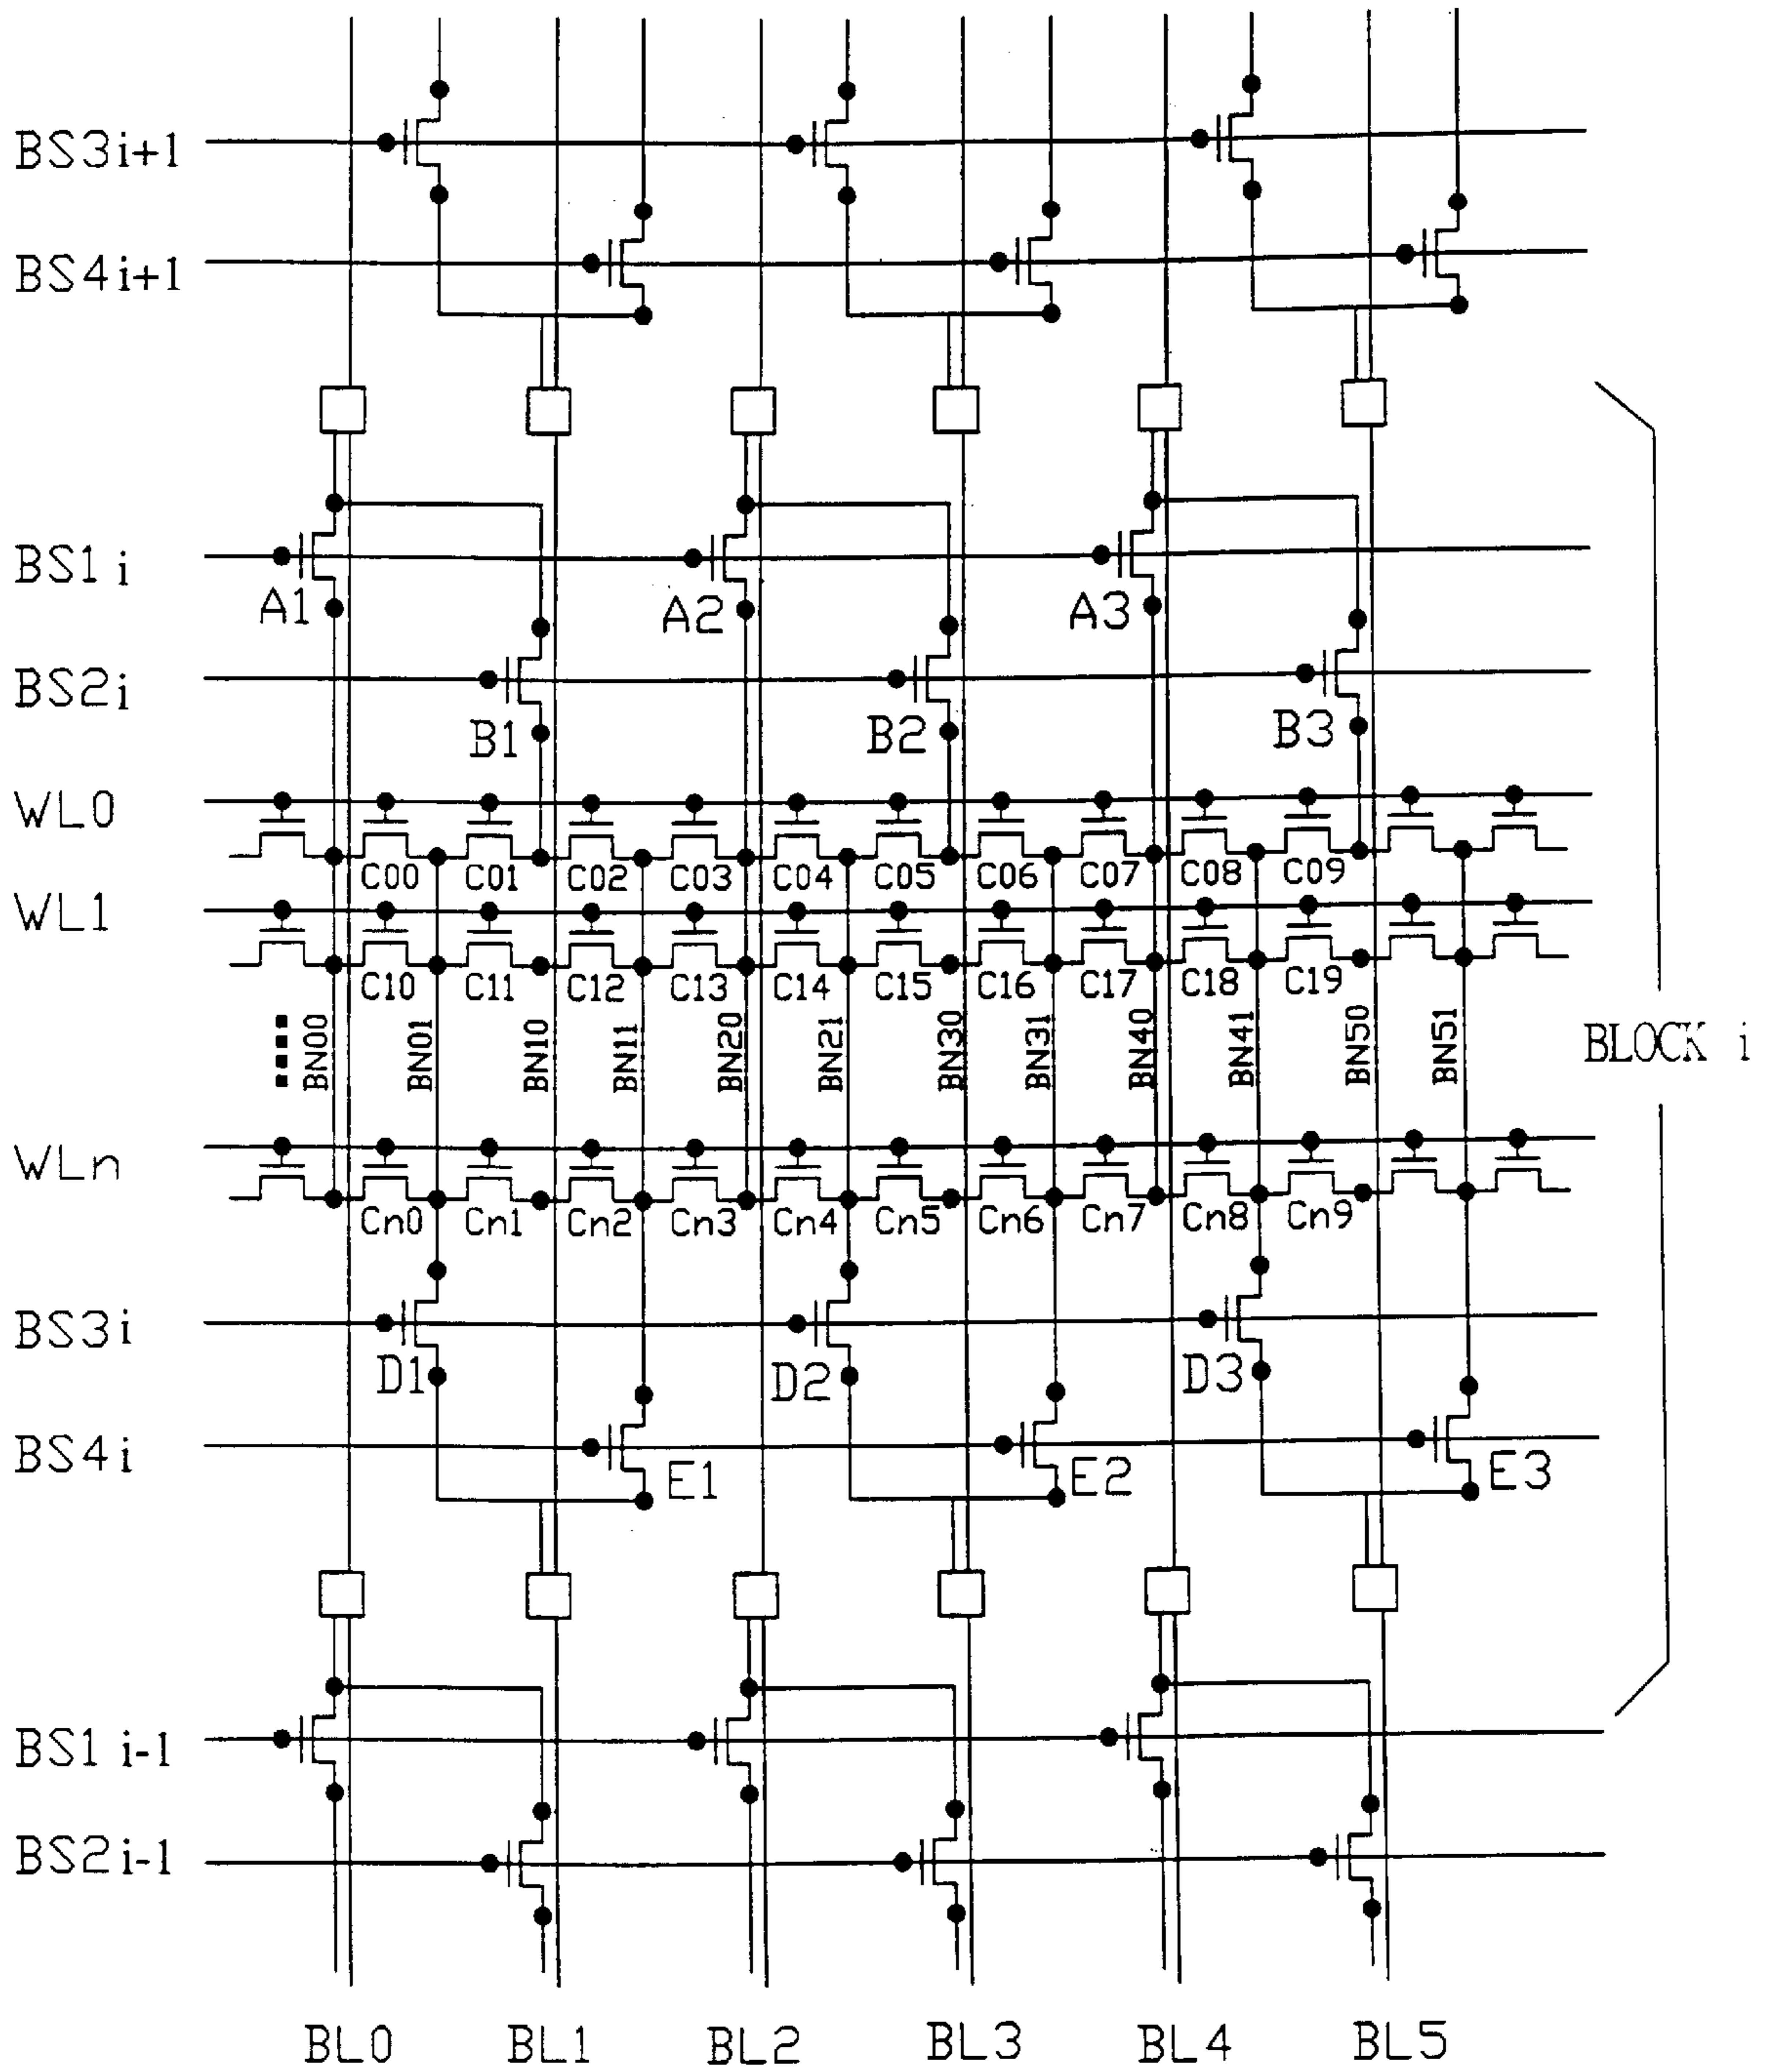 BS3i+1
BS4i+1
BS1i
A1 A2 A3
BS2i
B1 B2 B3
WL0
C00 C01 C02 C03 C04 C05 C06 C07 C08 C09
WL1
C10 C11 C12 C13 C14 C15 C16 C17 C18 C19
BN00 BN01 BN10 BN11 BN20 BN21 BN30 BN31 BN40 BN41 BN50 BN51
BLOCK i
WLn
Cn0 Cn1 Cn2 Cn3 Cn4 Cn5 Cn6 Cn7 Cn8 Cn9
BS3i
D1 D2 D3
BS4i
E1 E2 E3
BS1 i-1
BS2i-1
BL0 BL1 BL2 BL3 BL4 BL5